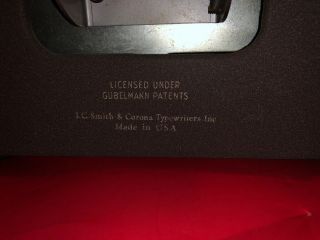 LICENSED UNDER
GUBELMANN PATENTS
L C Smith & Corona Typewriters Inc
Made in U S A